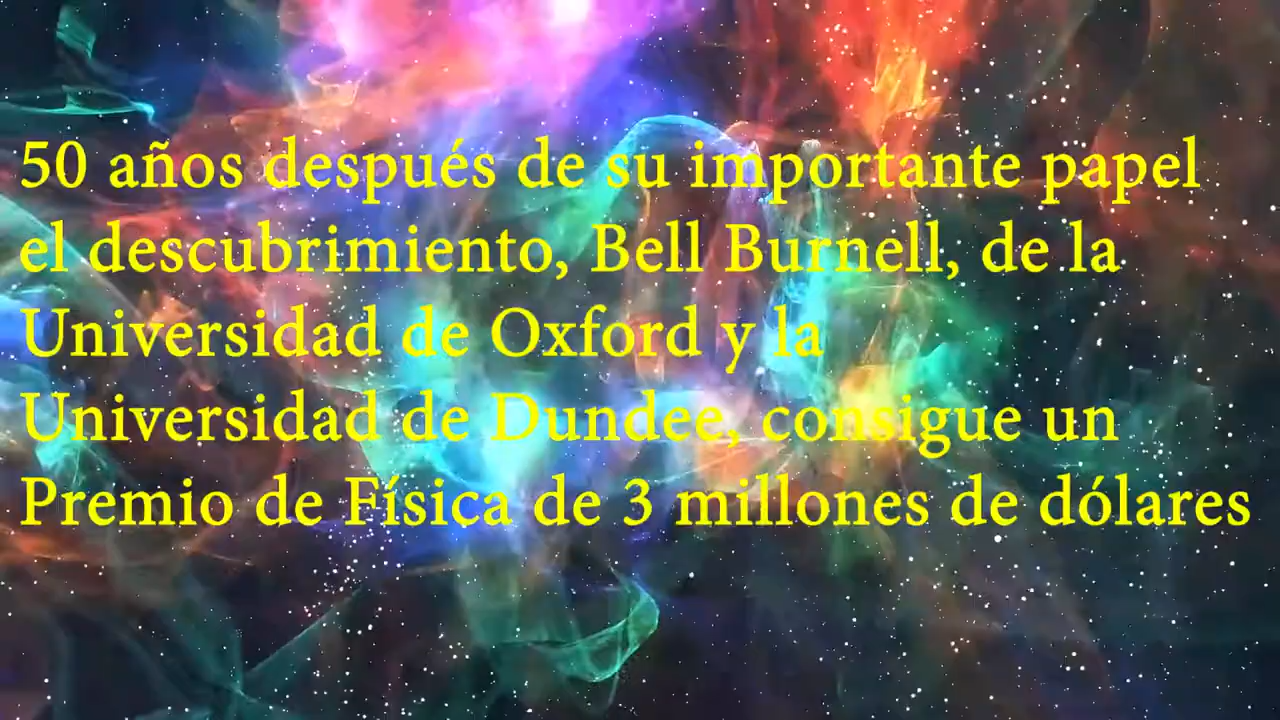 50 años después de su importante papel
el descubrimiento, Bell Burnell, de la
Universidad de Oxford y la
Universidad de Dundee, consigue un
Premio de Física de 3 millones de dólares